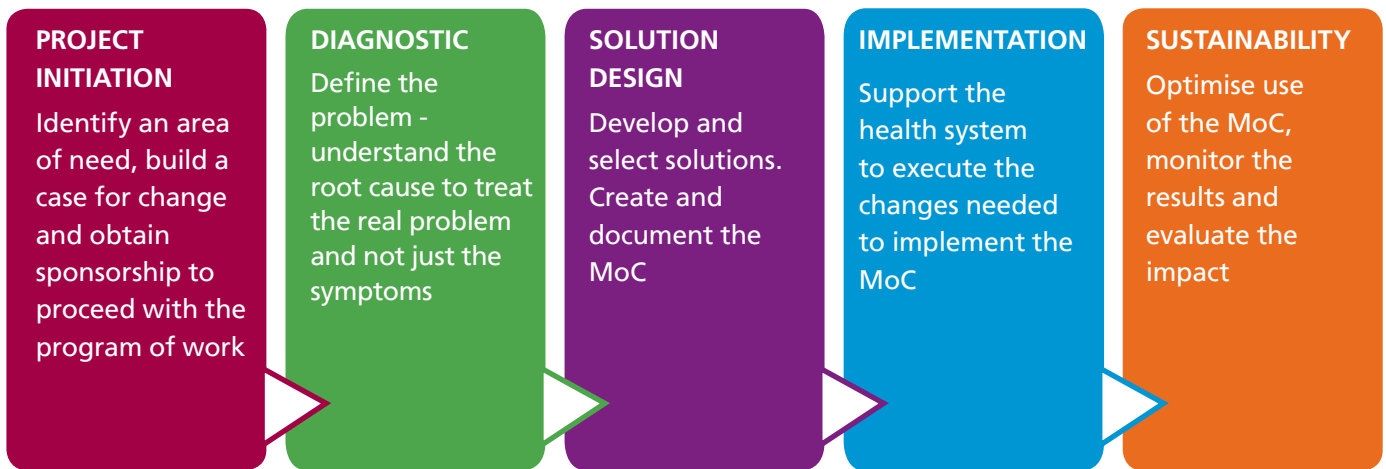 PROJECT
INITIATION
Identify an area
of need, build a
case for change
and obtain
sponsorship to
proceed with the
program of work
DIAGNOSTIC
Define the
problem -
understand the
root cause to treat
the real problem
and not just the
symptoms
SOLUTION
DESIGN
Develop and
select solutions.
Create and
document the
MoC
IMPLEMENTATION
Support the
health system
to execute the
changes needed
to implement the
MoC
SUSTAINABILITY
Optimise use
of the MoC,
monitor the
results and
evaluate the
impact